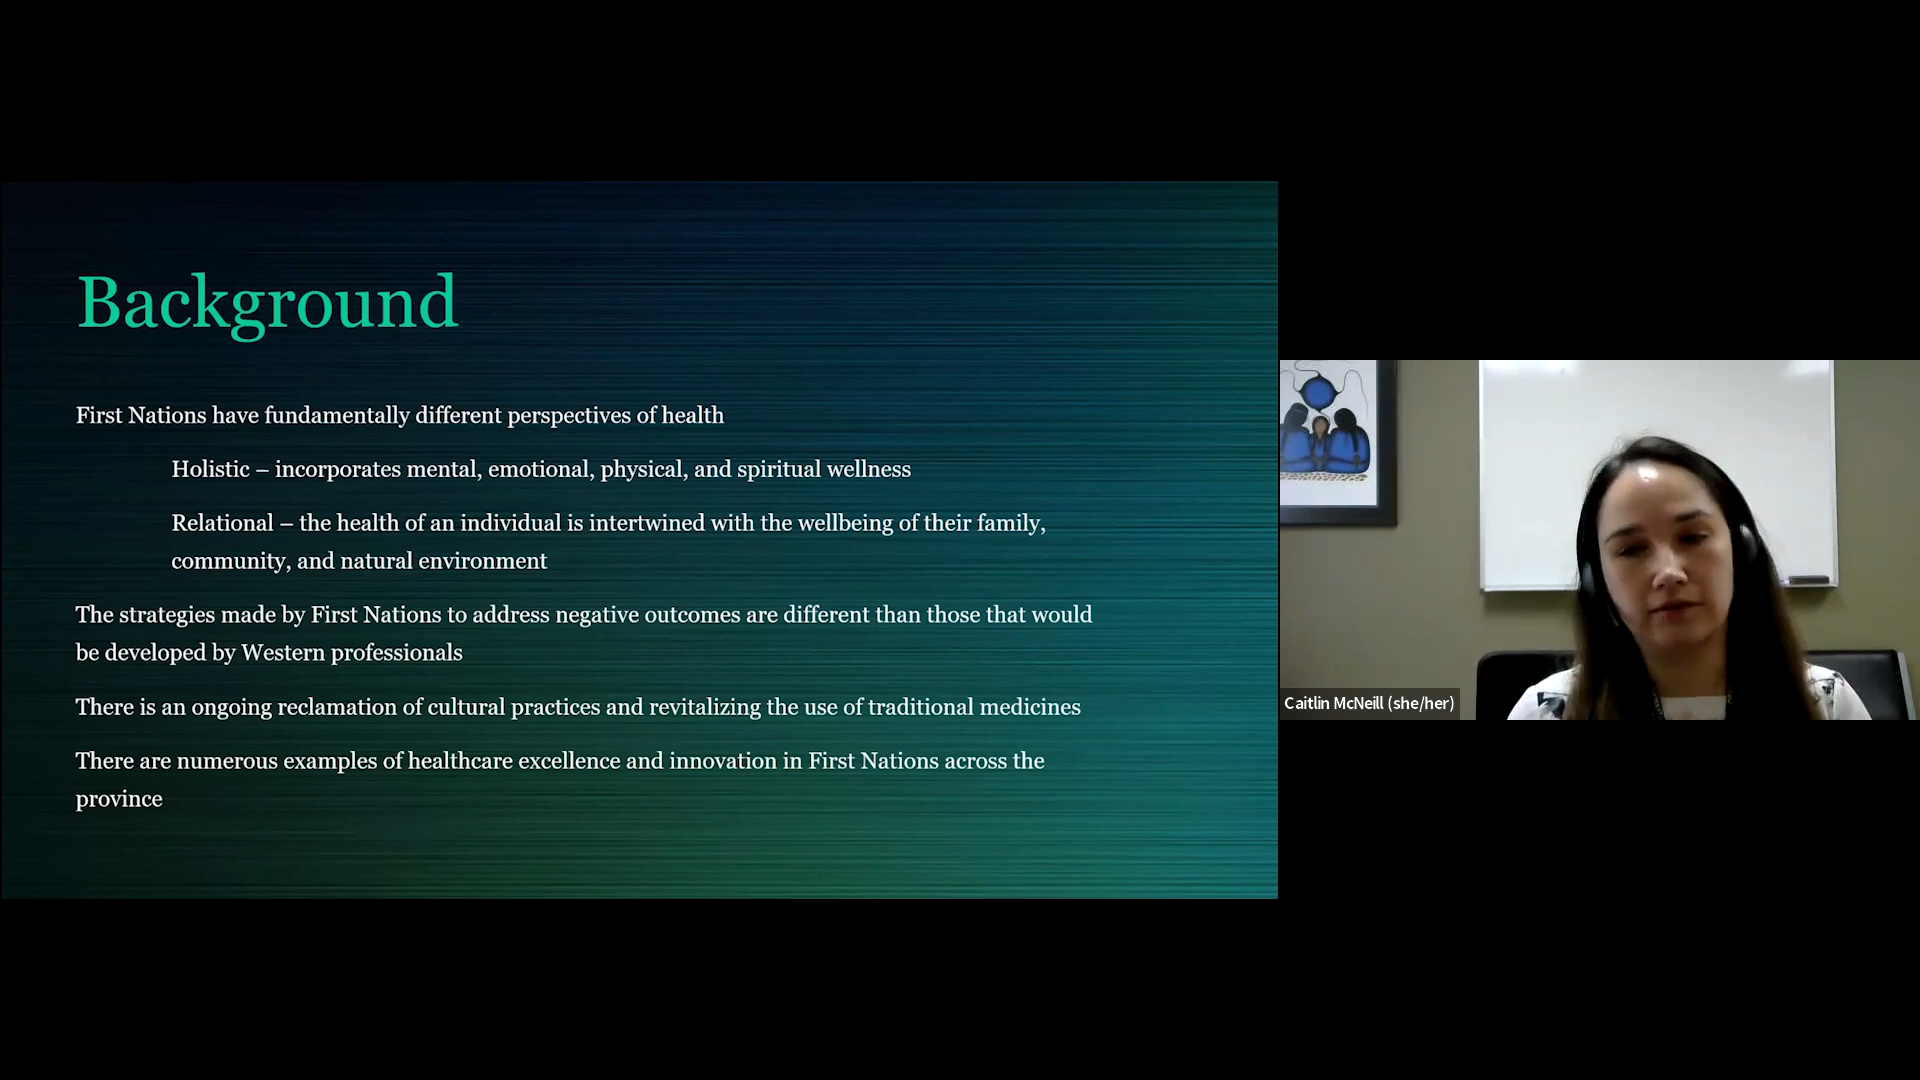 Background
First Nations have fundamentally different perspectives of health
Holistic – incorporates mental, emotional, physical, and spiritual wellness
Relational – the health of an individual is intertwined with the wellbeing of their family,
community, and natural environment
The strategies made by First Nations to address negative outcomes are different than those that would
be developed by Western professionals
There is an ongoing reclamation of cultural practices and revitalizing the use of traditional medicines
There are numerous examples of healthcare excellence and innovation in First Nations across the
province
Caitlin McNeill (she/her)